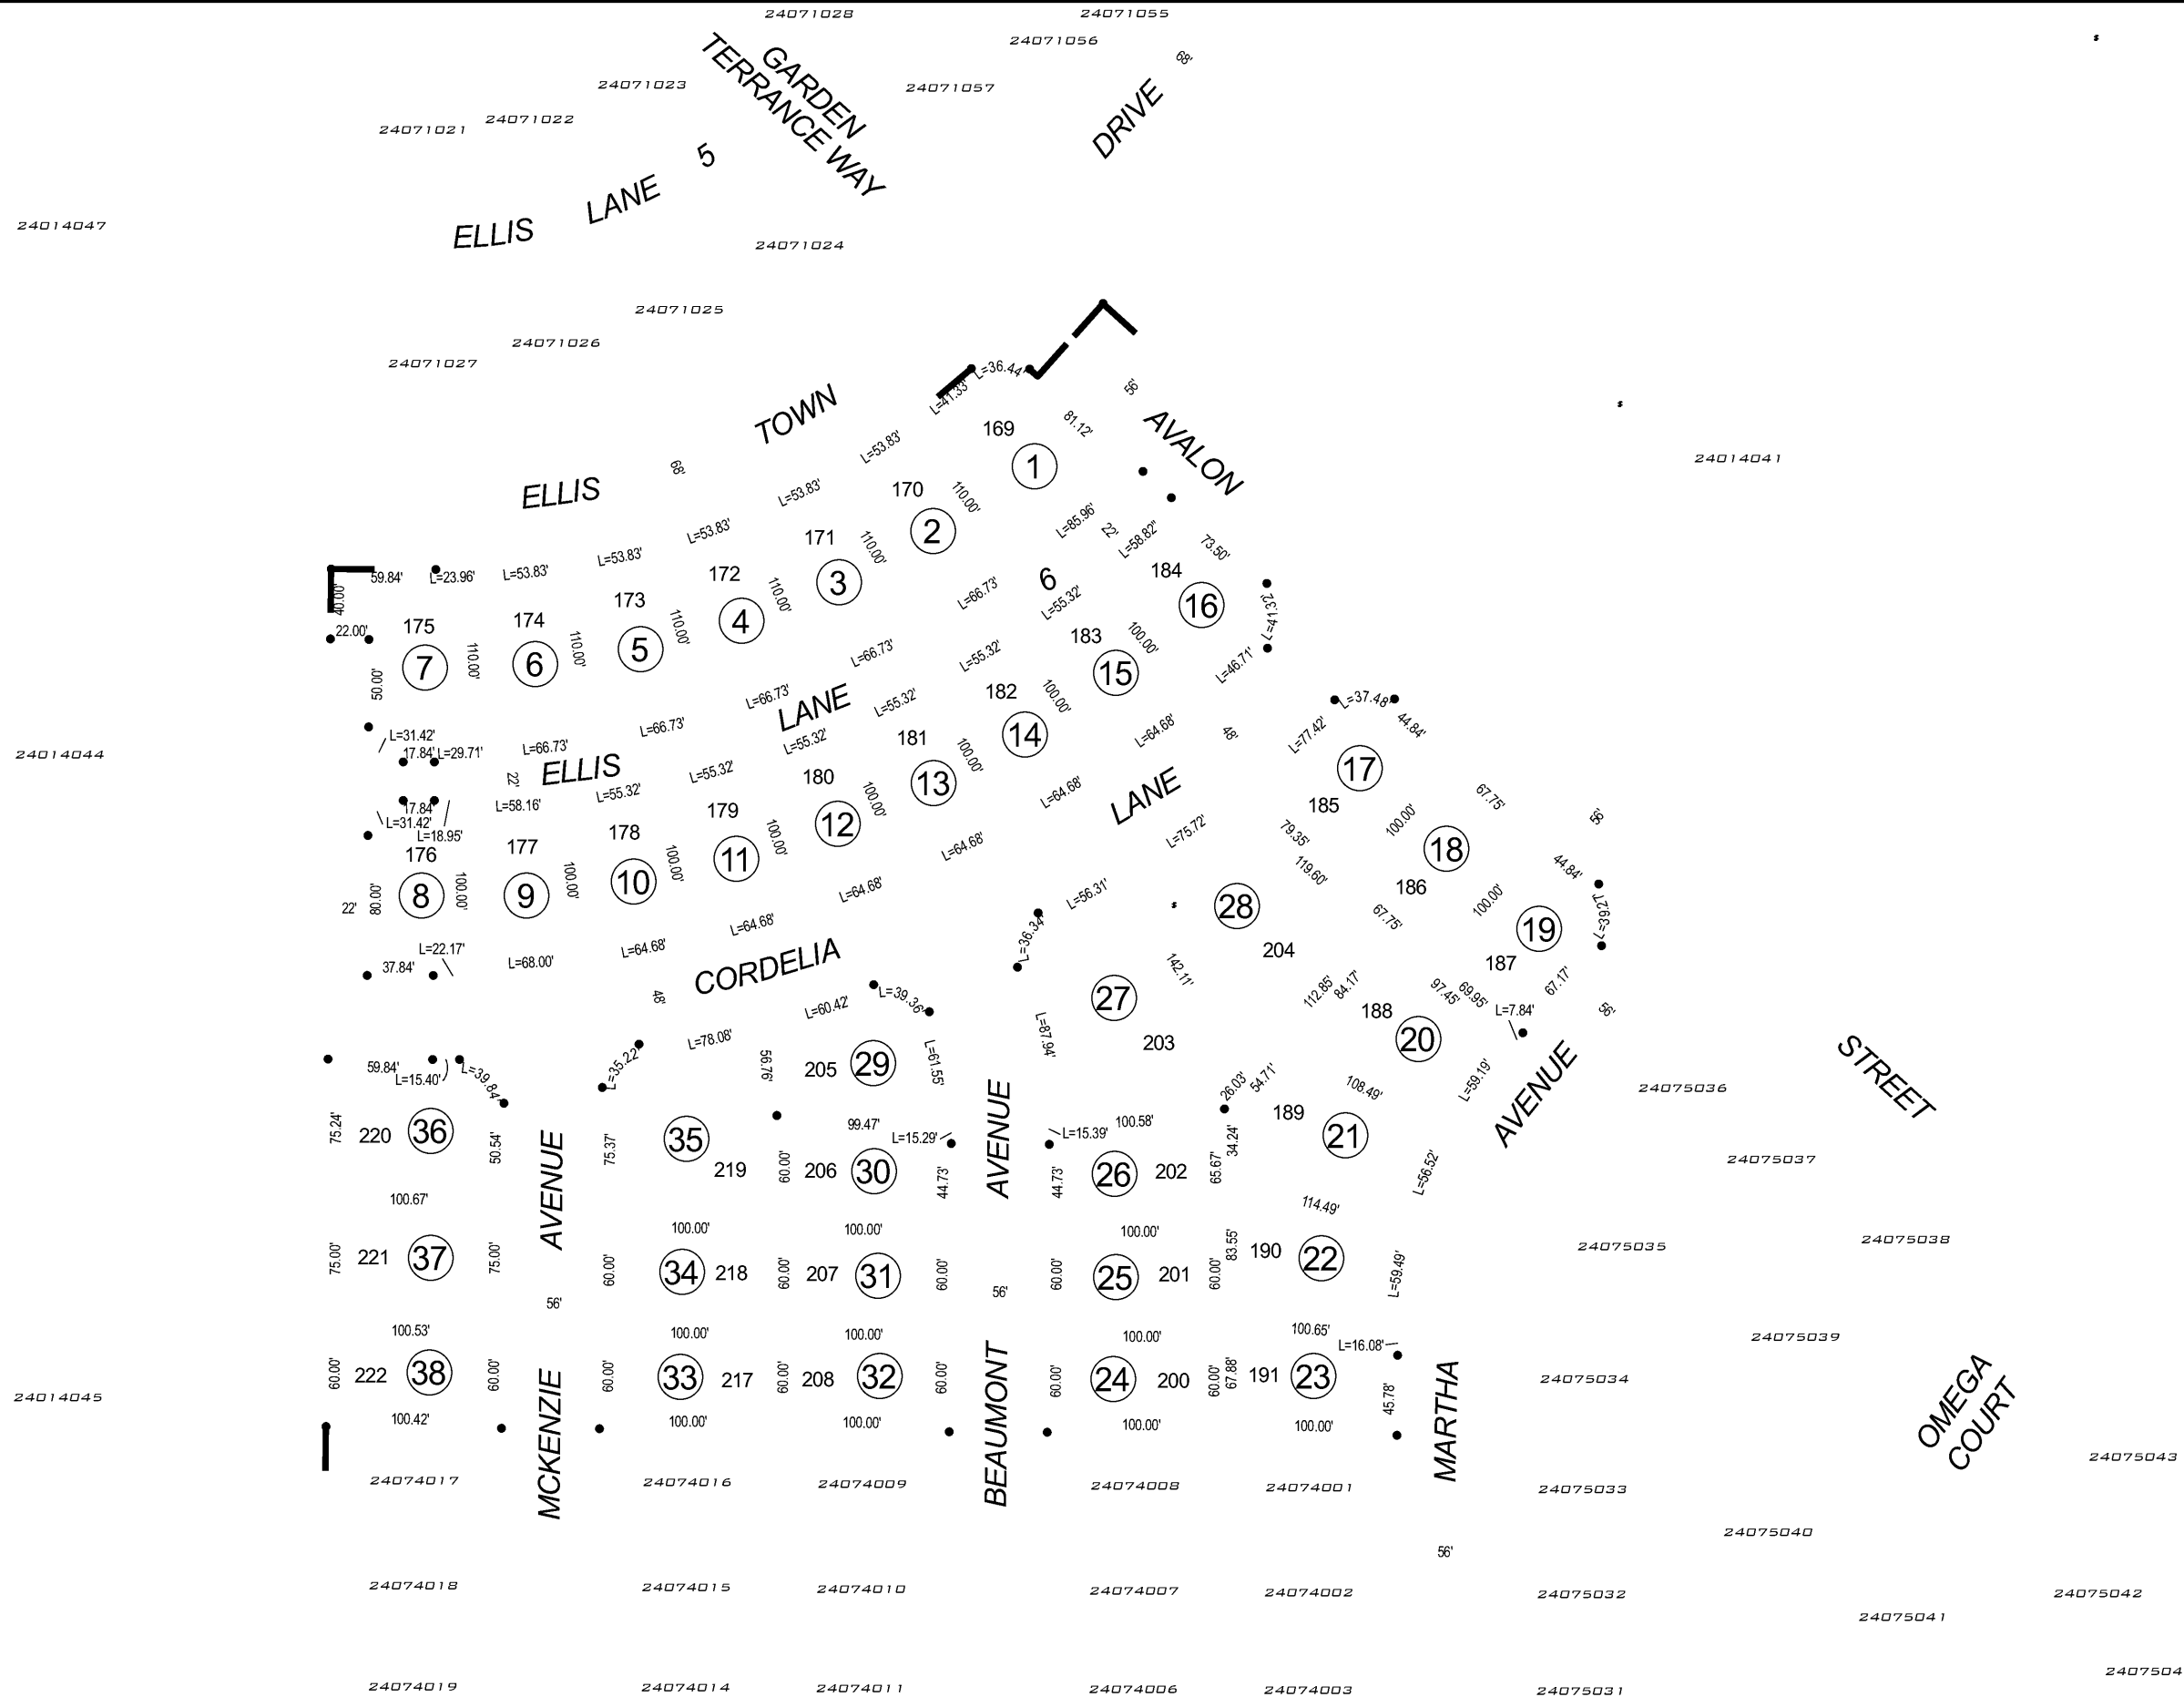 24071028
24071055
24071056
68'
GARDEN
TERRANCE WAY
24071023
24071057
DRIVE
24071021
24071022
5
ELLIS LANE
24014047
24071024
24071025
24071026
24071027
L=36.44'
L=41.33'
56'
AVALON
TOWN
ELLIS
68'
24014041
169
1
81.12'
L=53.83'
L=53.83'
L=53.83'
L=53.83'
L=53.83'
L=23.96'
59.84'
40.00'
22.00'
170
2
110.00'
171
3
110.00'
172
4
110.00'
173
5
110.00'
174
6
110.00'
175
7
110.00'
50.00'
L=85.96'
22'
L=58.82"
73.50'
6
L=66.73'
L=55.32'
184
16
L=41.32'
L=46.71'
183
15
100.00'
L=66.73'
L=55.32'
182
14
100.00'
L=66.73'
LANE
L=55.32'
181
13
100.00'
L=66.73'
L=55.32'
180
12
100.00'
L=66.73'
ELLIS
22'
L=55.32'
179
11
100.00'
L=55.32'
178
10
100.00'
L=58.16'
177
9
100.00'
L=31.42'
17.84'
L=29.71'
17.84'
L=31.42'
L=18.95'
176
8
100.00'
22'
80.00'
24014044
L=37.48'
44.84'
L=77.42'
48'
17
185
67.75'
79.35'
100.00'
18
186
56'
44.84'
119.60'
67.75'
100.00'
19
187
L=39.27'
67.17'
56'
L=64.68'
L=64.68'
L=64.68'
L=64.68'
L=64.68'
L=64.68'
L=68.00'
L=22.17'
37.84'
LANE
L=75.72'
L=56.31'
L=36.34'
28
204
142.11'
27
203
L=87.94'
112.85'
84.17'
188
20
97.45'
69.95'
L=7.84'
L=59.19'
AVENUE
CORDELIA
48'
L=60.42'
L=39.36'
L=78.08'
L=35.22'
56.76'
205
29
L=61.55'
59.84'
L=15.40'
L=39.84'
75.24'
220
36
50.54'
AVENUE
75.37'
35
219
99.47'
L=15.29'
60.00'
206
30
44.73'
AVENUE
L=15.39'
100.58'
44.73'
26
202
65.67'
34.24'
26.03'
54.71'
189
21
108.49'
L=56.52'
STREET
24075036
24075037
100.67'
75.00'
221
37
75.00'
100.00'
60.00'
34
218
60.00'
100.00'
207
31
60.00'
56'
56'
100.00'
60.00'
25
201
60.00'
83.55'
190
22
114.49'
L=59.49'
24075035
24075038
100.53'
60.00'
222
38
60.00'
100.00'
60.00'
33
217
60.00'
100.00'
208
32
60.00'
100.00'
60.00'
24
200
60.00'
67.88'
100.65'
191
23
L=16.08'
45.78'
24075039
24075034
24014045
100.42'
MCKENZIE
100.00'
100.00'
BEAUMONT
100.00'
100.00'
MARTHA
OMEGA
COURT
24074017
24074016
24074009
24074008
24074001
24075033
24075043
24075040
56'
24074018
24074015
24074010
24074007
24074002
24075032
24075042
24075041
24074019
24074014
24074011
24074006
24074003
24075031
2407504